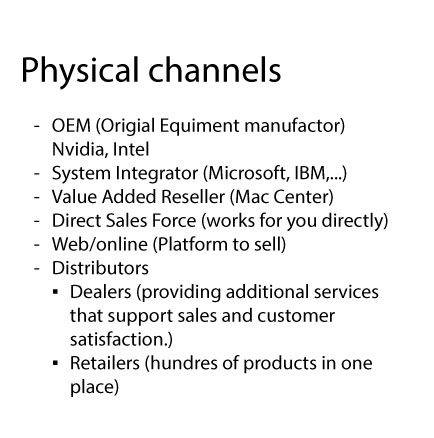 Physical channels
- OEM (Origial Equiment manufactor)
Nvidia, Intel
- System Integrator (Microsoft, IBM,...)
- Value Added Reseller (Mac Center)
- Direct Sales Force (works for you directly)
- Web/online (Platform to sell)
- Distributors
▪ Dealers (providing additional services
that support sales and customer
satisfaction.)
▪ Retailers (hundres of products in one
place)